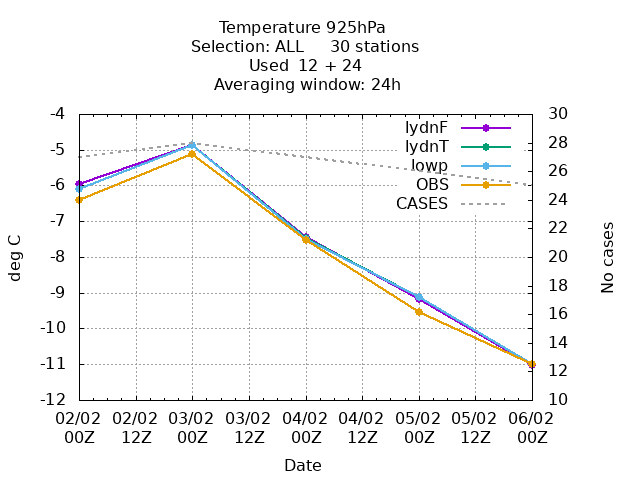 Temperature 925hPa
Selection: ALL 30 stations
Used 12 + 24
Averaging window: 24h
-4 30
lydnF
-5 28
lydnT
lowp
-6 26
OBS
CASES
24
-7 22
-8 20
-9 18
-10 16
14
-11 12
-12 10
deg C
No cases
02/02 02/02 03/02 03/02 04/02 04/02 05/02 05/02 06/02
00Z 12Z 00Z 12Z 00Z 12Z 00Z 12Z 00Z
Date